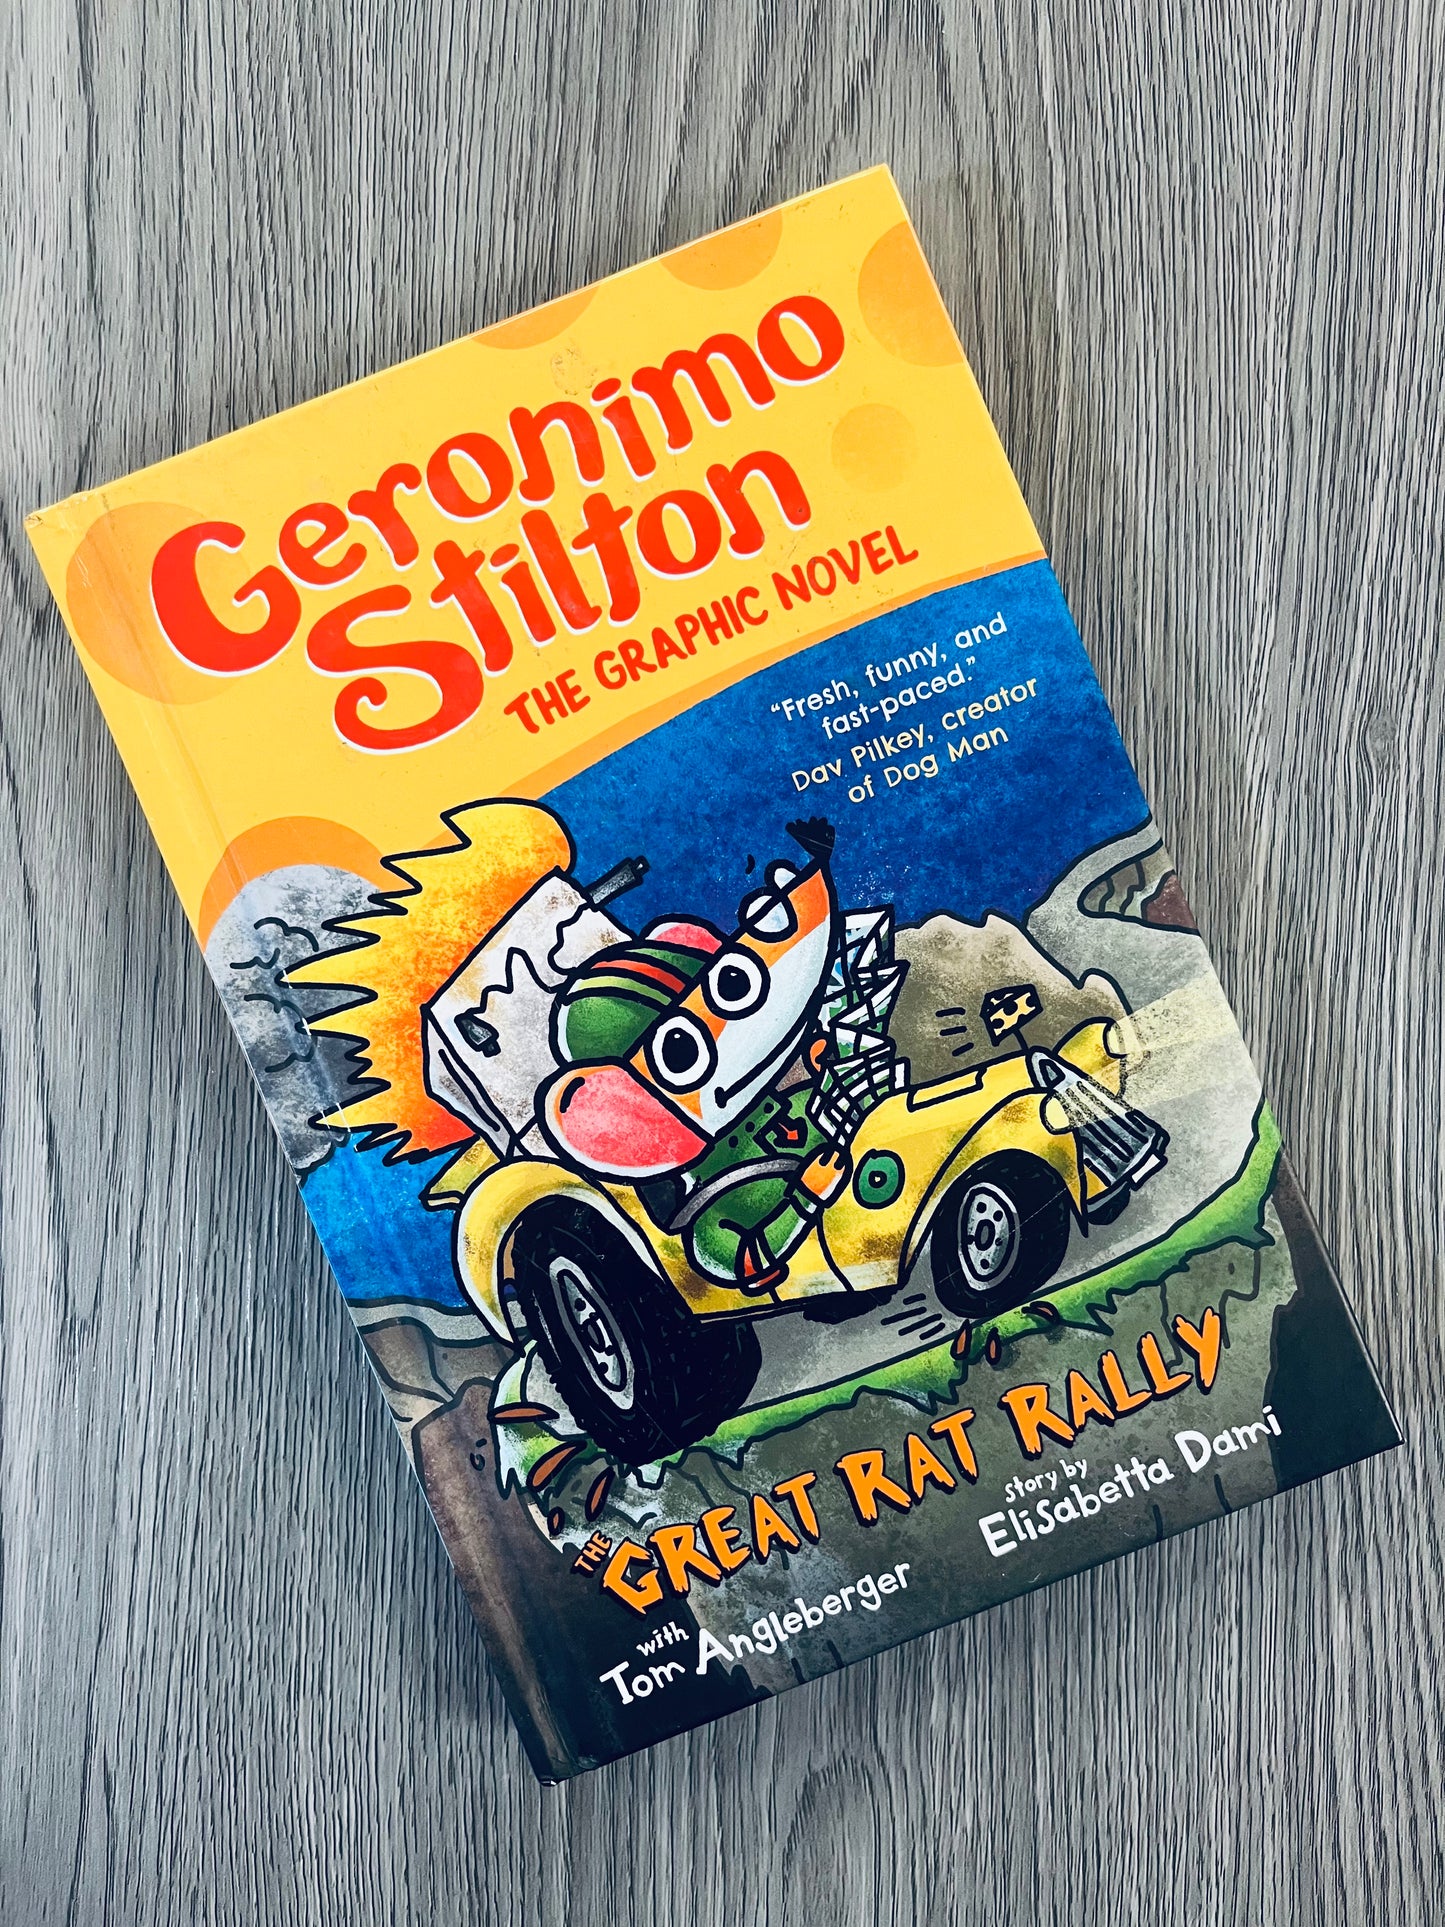 Geronimo
Stilton
THE GRAPHIC NOVEL
"Fresh, funny, and
fast-paced."
Dav Pilkey, creator
of Dog Man
THE GREAT RAT RALLY
with
Tom Angleberger
story by
Elisabetta Dami